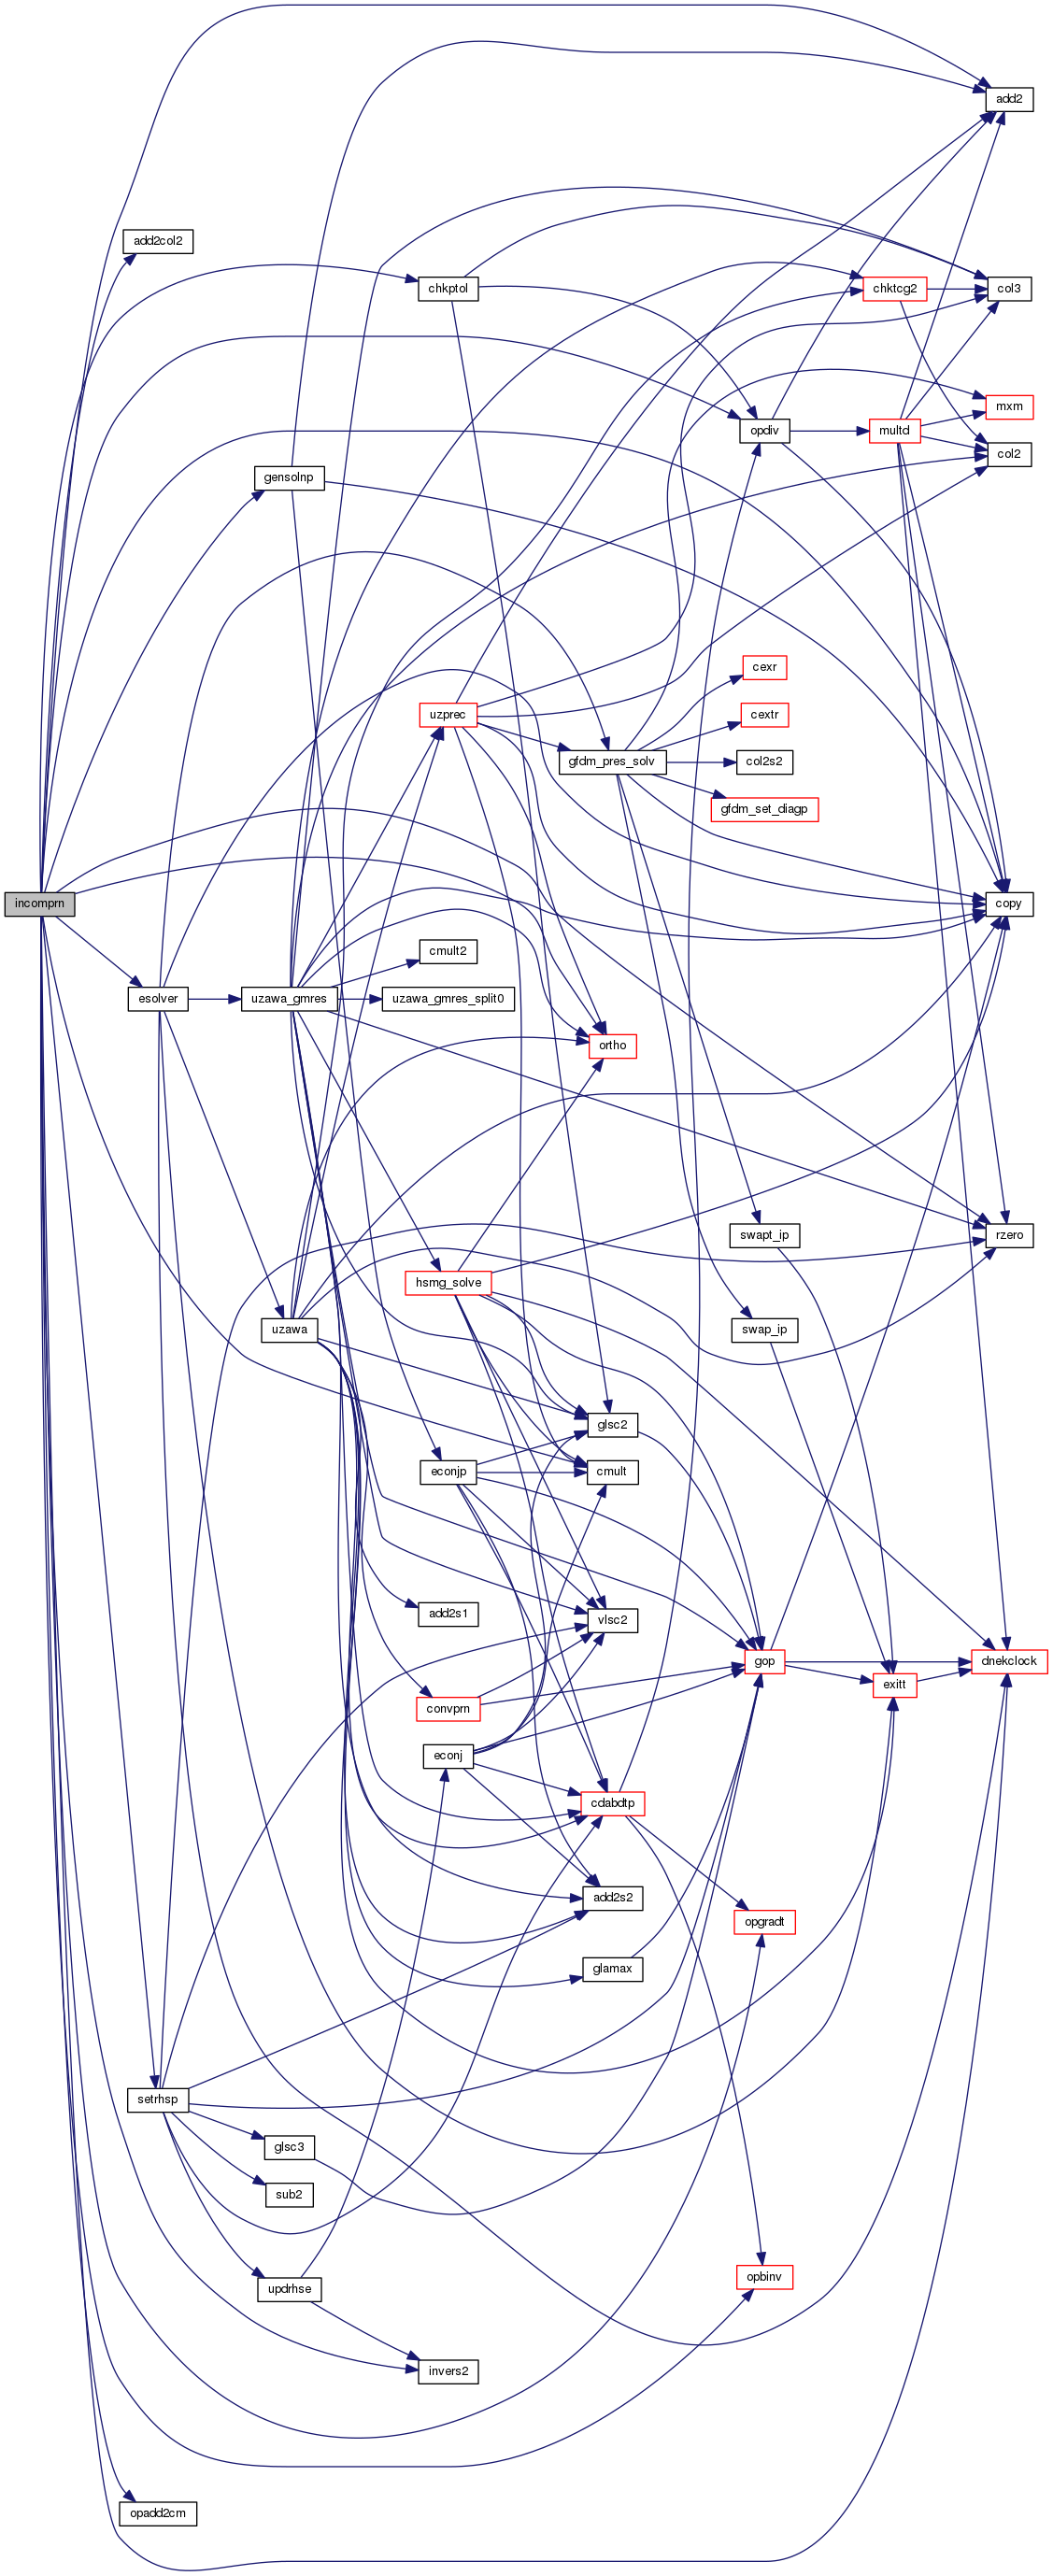 add2
add2col2
chkptol
chktcg2
col3
mxm
opdiv
multd
col2
gensolnp
cexr
uzprec
cextr
gfdm_pres_solv
col2s2
gfdm_set_diagp
incomprn
copy
cmult2
esolver
uzawa_gmres
uzawa_gmres_split0
ortho
swapt_ip
rzero
hsmg_solve
uzawa
swap_ip
glsc2
econjp
cmult
add2s1
vlsc2
gop
dnekclock
exitt
convprn
econj
cdabdtp
add2s2
opgradt
glamax
setrhsp
glsc3
sub2
opbinv
updrhse
invers2
opadd2cm